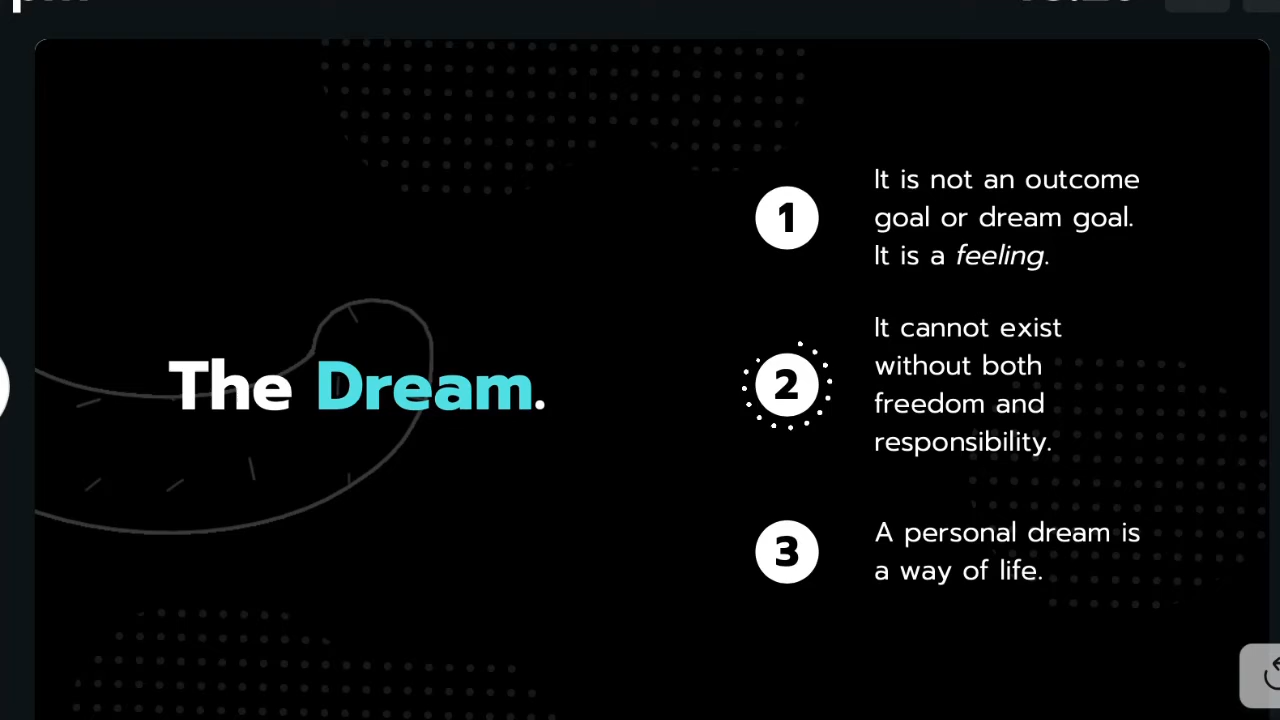 The Dream.
1
It is not an outcome
goal or dream goal.
It is a feeling.
2
It cannot exist
without both
freedom and
responsibility.
3
A personal dream is
a way of life.